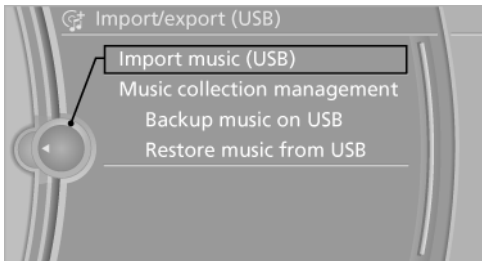 Import/export (USB)
Import music (USB)
Music collection management
Backup music on USB
Restore music from USB